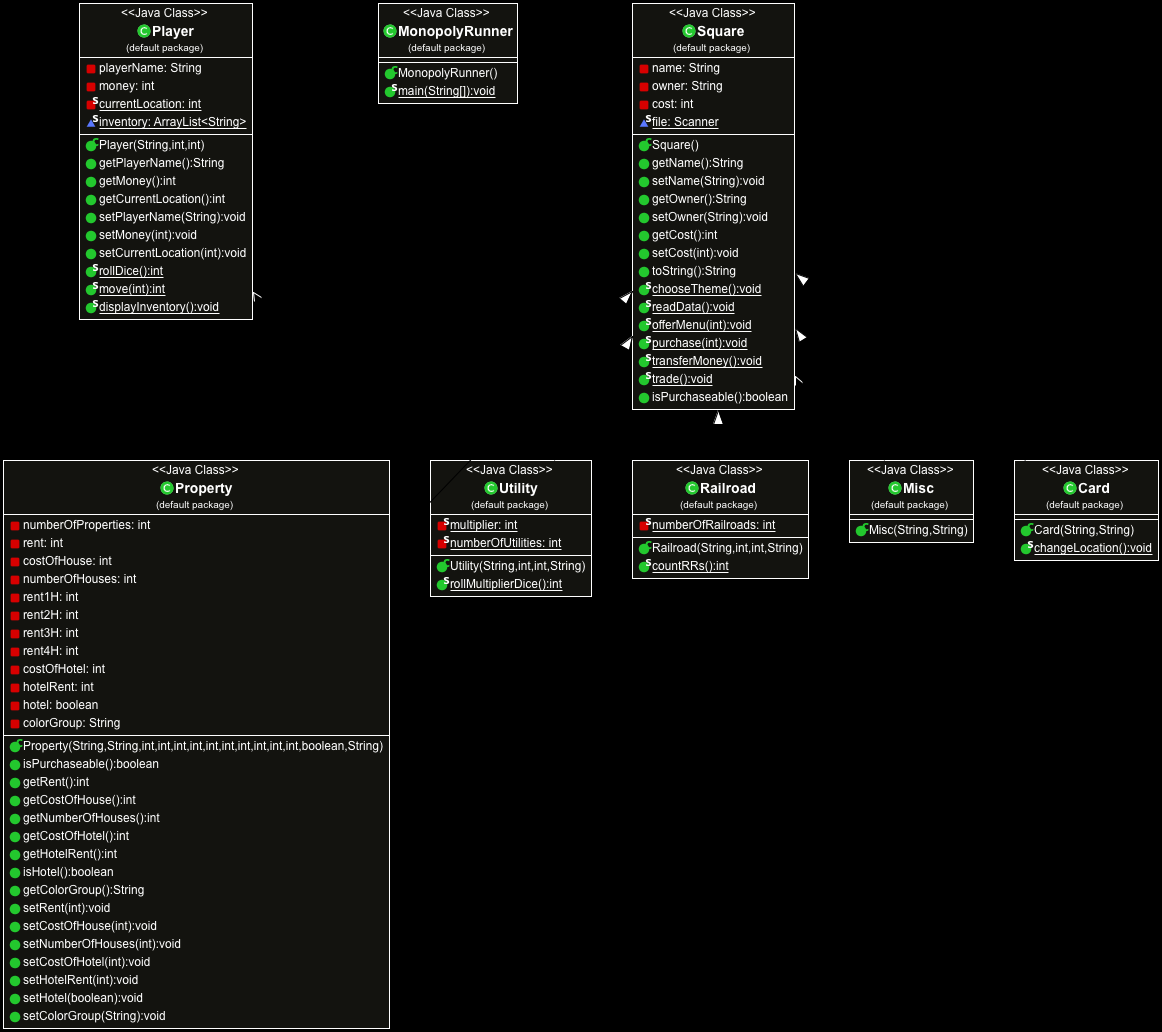 <<Java Class>>
Player
(default package)
playerName: String
money: int
currentLocation: int
inventory: ArrayList<String>
Player(String,int,int)
getPlayerName():String
getMoney():int
getCurrentLocation():int
setPlayerName(String):void
setMoney(int):void
setCurrentLocation(int):void
rollDice():int
move(int):int
displayInventory():void
<<Java Class>>
MonopolyRunner
(default package)
MonopolyRunner()
main(String[]):void
<<Java Class>>
Square
(default package)
name: String
owner: String
cost: int
file: Scanner
Square()
getName():String
setName(String):void
getOwner():String
setOwner(String):void
getCost():int
setCost(int):void
toString():String
chooseTheme():void
readData():void
offerMenu(int):void
purchase(int):void
transferMoney():void
trade():void
isPurchaseable():boolean
<<Java Class>>
Property
(default package)
numberOfProperties: int
rent: int
costOfHouse: int
numberOfHouses: int
rent1H: int
rent2H: int
rent3H: int
rent4H: int
costOfHotel: int
hotelRent: int
hotel: boolean
colorGroup: String
Property(String,String,int,int,int,int,int,int,int,int,int,int,boolean,String)
isPurchaseable():boolean
getRent():int
getCostOfHouse():int
getNumberOfHouses():int
getCostOfHotel():int
getHotelRent():int
isHotel():boolean
getColorGroup():String
setRent(int):void
setCostOfHouse(int):void
setNumberOfHouses(int):void
setCostOfHotel(int):void
setHotelRent(int):void
setHotel(boolean):void
setColorGroup(String):void
<<Java Class>>
Utility
(default package)
multiplier: int
numberOfUtilities: int
Utility(String,int,int,String)
rollMultiplierDice():int
<<Java Class>>
Railroad
(default package)
numberOfRailroads: int
Railroad(String,int,int,String)
countRRs():int
<<Java Class>>
Misc
(default package)
Misc(String,String)
<<Java Class>>
Card
(default package)
Card(String,String)
changeLocation():void